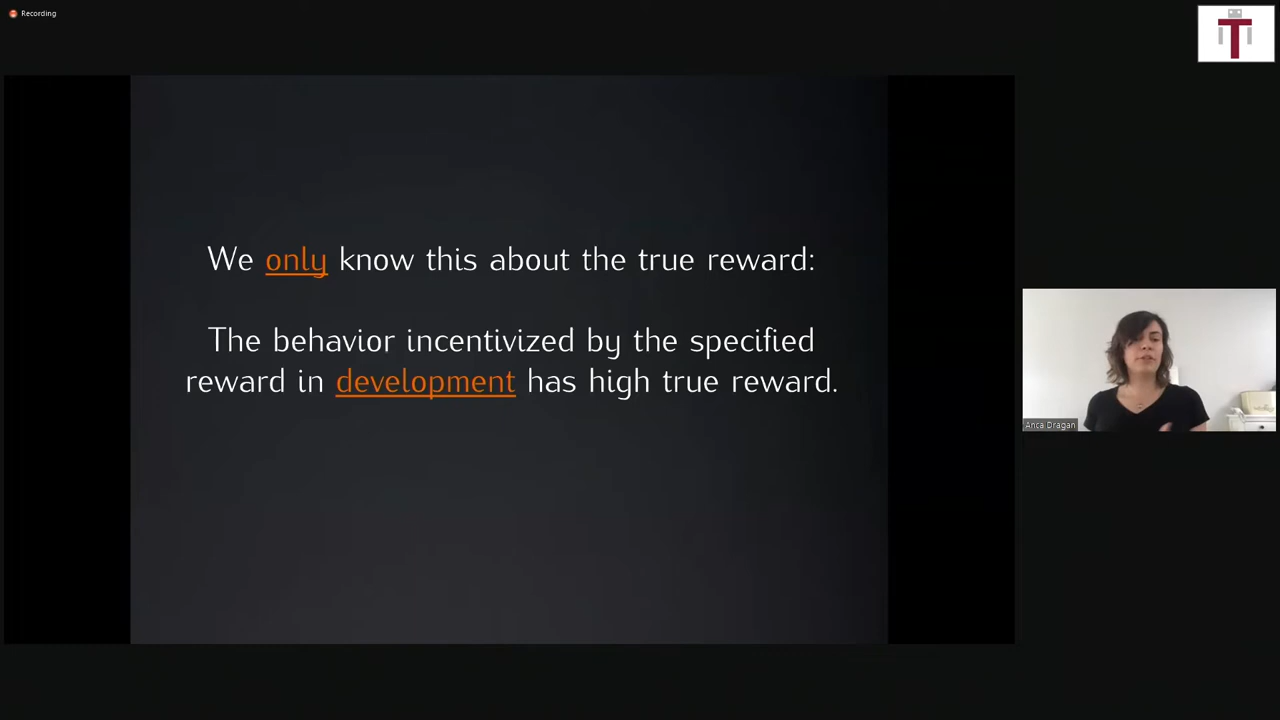 Recording
T
We only know this about the true reward:
The behavior incentivized by the specified
reward in development has high true reward.
Anca Dragan